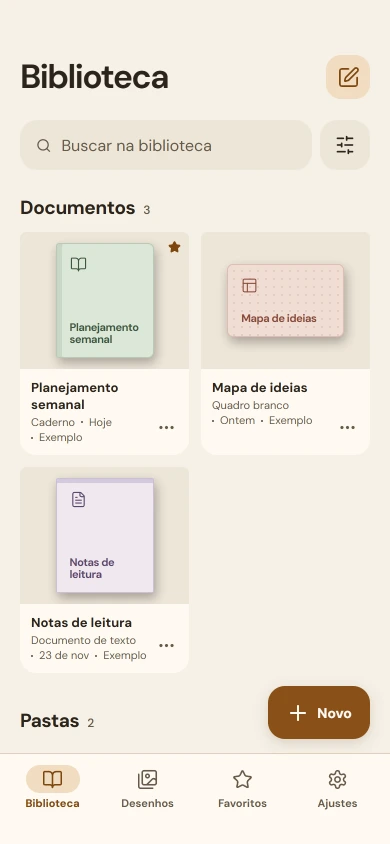 Biblioteca
Buscar na biblioteca
Documentos 3
Planejamento
semanal
Planejamento
semanal
Caderno • Hoje
• Exemplo
Mapa de ideias
Mapa de ideias
Quadro branco
• Ontem • Exemplo
Notas de
leitura
Notas de leitura
Documento de texto
• 23 de nov • Exemplo
Pastas 2
Novo
Biblioteca
Desenhos
Favoritos
Ajustes